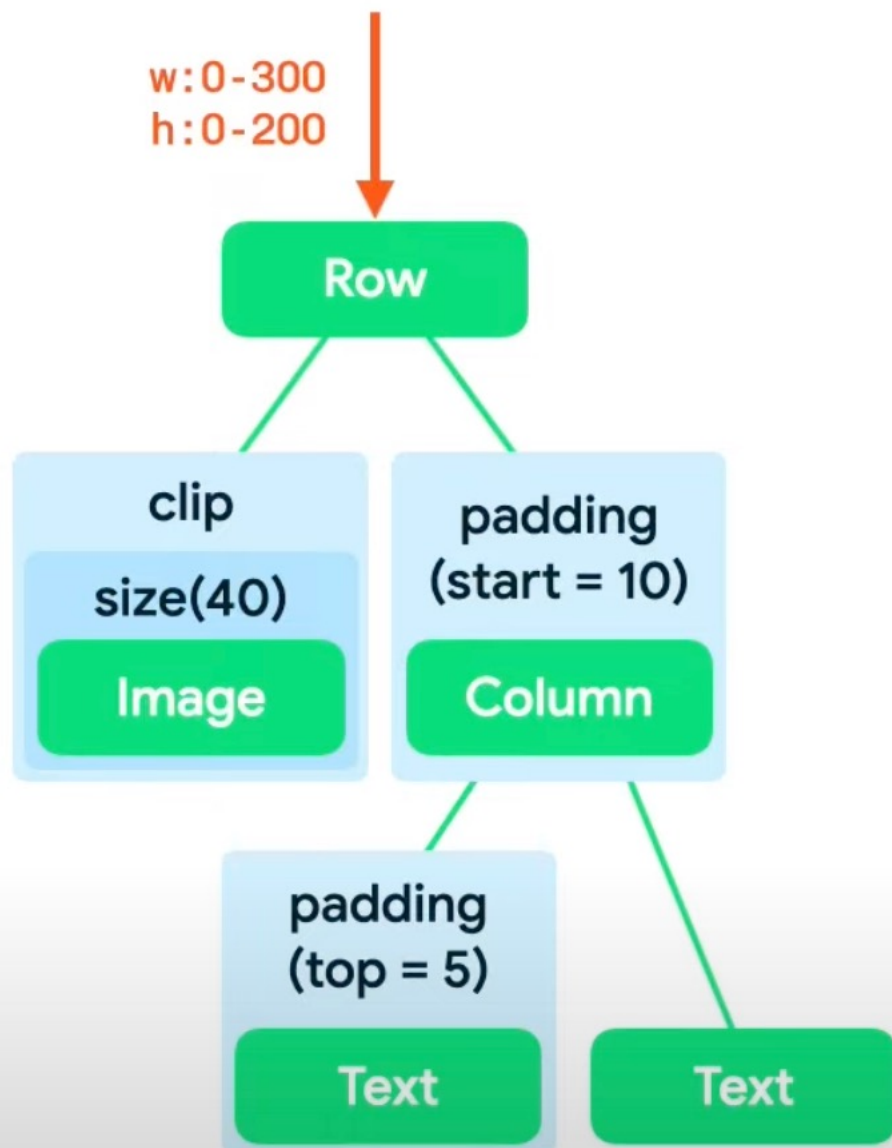 w:0-300
h:0-200
Row
clip
size(40)
Image
padding
(start = 10)
Column
padding
(top = 5)
Text
Text